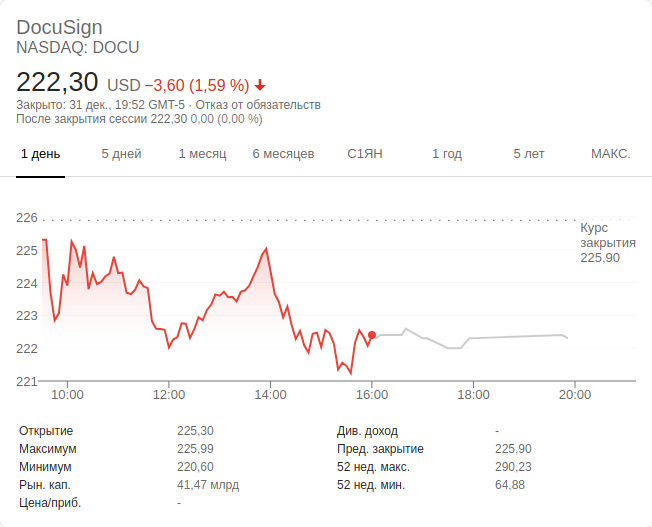 DocuSign
NASDAQ: DOCU
222,30 USD −3,60 (1,59 %)
Закрыто: 31 дек., 19:52 GMT-5 · Отказ от обязательств
После закрытия сессии 222,30 0,00 (0,00 %)
1 день 5 дней 1 месяц 6 месяцев С1ЯН 1 год 5 лет МАКС.
226
Курс
закрытия
225,90
225
224
223
222
221
10:00 12:00 14:00 16:00 18:00 20:00
Открытие 225,30 Див. доход -
Максимум 225,99 Пред. закрытие 225,90
Минимум 220,60 52 нед. макс. 290,23
Рын. кап. 41,47 млрд 52 нед. мин. 64,88
Цена/приб. -